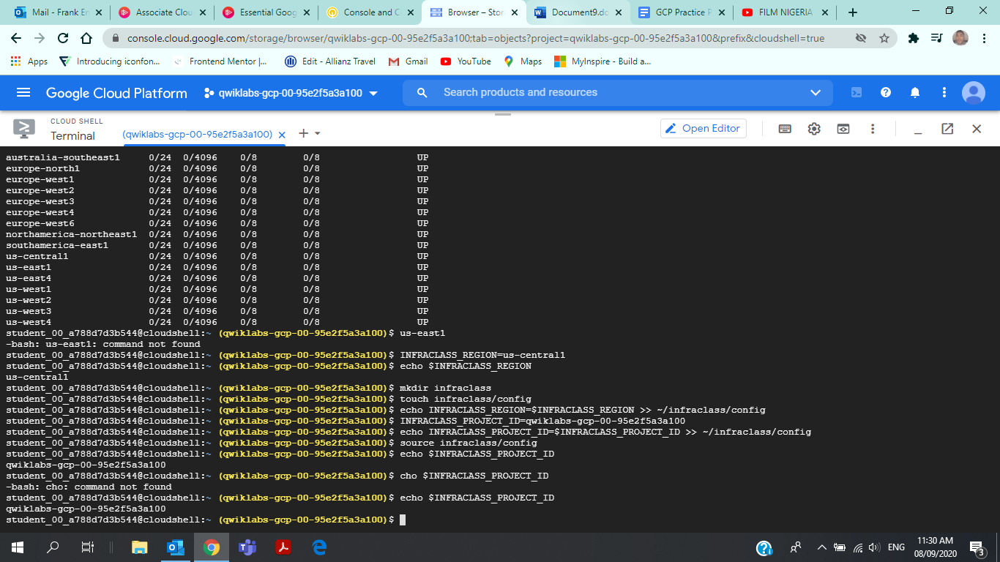 Mail - Frank En
Associate Clou
Essential Goog
Console and C
Browser – Stor
Document9.do
GCP Practice P
FILM NIGERIA
console.cloud.google.com/storage/browser/qwiklabs-gcp-00-95e2f5a3a100;tab=objects?project=qwiklabs-gcp-00-95e2f5a3a100&prefix&cloudshell=true
Apps
Introducing iconfon...
Frontend Mentor |...
Edit - Allianz Travel
Gmail
YouTube
Maps
MyInspire - Build a...
Google Cloud Platform
qwiklabs-gcp-00-95e2f5a3a100
Search products and resources
CLOUD SHELL
Terminal
(qwiklabs-gcp-00-95e2f5a3a100)
Open Editor
australia-southeast1 0/24 0/4096 0/8 0/8 UP
europe-north1 0/24 0/4096 0/8 0/8 UP
europe-west1 0/24 0/4096 0/8 0/8 UP
europe-west2 0/24 0/4096 0/8 0/8 UP
europe-west3 0/24 0/4096 0/8 0/8 UP
europe-west4 0/24 0/4096 0/8 0/8 UP
europe-west6 0/24 0/4096 0/8 0/8 UP
northamerica-northeast1 0/24 0/4096 0/8 0/8 UP
southamerica-east1 0/24 0/4096 0/8 0/8 UP
us-central1 0/24 0/4096 0/8 0/8 UP
us-east1 0/24 0/4096 0/8 0/8 UP
us-east4 0/24 0/4096 0/8 0/8 UP
us-west1 0/24 0/4096 0/8 0/8 UP
us-west2 0/24 0/4096 0/8 0/8 UP
us-west3 0/24 0/4096 0/8 0/8 UP
us-west4 0/24 0/4096 0/8 0/8 UP
student_00_a788d7d3b544@cloudshell:~ (qwiklabs-gcp-00-95e2f5a3a100)$ us-east1
-bash: us-east1: command not found
student_00_a788d7d3b544@cloudshell:~ (qwiklabs-gcp-00-95e2f5a3a100)$ INFRACLASS_REGION=us-central1
student_00_a788d7d3b544@cloudshell:~ (qwiklabs-gcp-00-95e2f5a3a100)$ echo $INFRACLASS_REGION
us-central1
student_00_a788d7d3b544@cloudshell:~ (qwiklabs-gcp-00-95e2f5a3a100)$ mkdir infraclass
student_00_a788d7d3b544@cloudshell:~ (qwiklabs-gcp-00-95e2f5a3a100)$ touch infraclass/config
student_00_a788d7d3b544@cloudshell:~ (qwiklabs-gcp-00-95e2f5a3a100)$ echo INFRACLASS_REGION=$INFRACLASS_REGION >> ~/infraclass/config
student_00_a788d7d3b544@cloudshell:~ (qwiklabs-gcp-00-95e2f5a3a100)$ INFRACLASS_PROJECT_ID=qwiklabs-gcp-00-95e2f5a3a100
student_00_a788d7d3b544@cloudshell:~ (qwiklabs-gcp-00-95e2f5a3a100)$ echo INFRACLASS_PROJECT_ID=$INFRACLASS_PROJECT_ID >> ~/infraclass/config
student_00_a788d7d3b544@cloudshell:~ (qwiklabs-gcp-00-95e2f5a3a100)$ source infraclass/config
student_00_a788d7d3b544@cloudshell:~ (qwiklabs-gcp-00-95e2f5a3a100)$ echo $INFRACLASS_PROJECT_ID
qwiklabs-gcp-00-95e2f5a3a100
student_00_a788d7d3b544@cloudshell:~ (qwiklabs-gcp-00-95e2f5a3a100)$ cho $INFRACLASS_PROJECT_ID
-bash: cho: command not found
student_00_a788d7d3b544@cloudshell:~ (qwiklabs-gcp-00-95e2f5a3a100)$ echo $INFRACLASS_PROJECT_ID
qwiklabs-gcp-00-95e2f5a3a100
student_00_a788d7d3b544@cloudshell:~ (qwiklabs-gcp-00-95e2f5a3a100)$
ENG
11:30 AM
08/09/2020
3